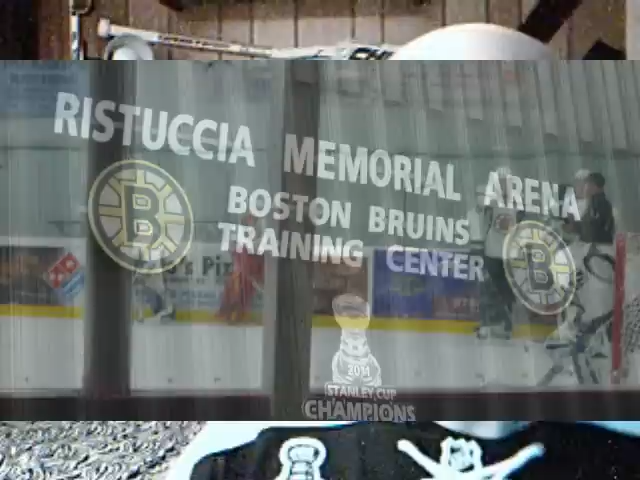 RISTUCCIA MEMORIAL ARENA
B
BOSTON BRUINS
TRAINING CENTER
B
2011
STANLEY CUP
CHAMPIONS